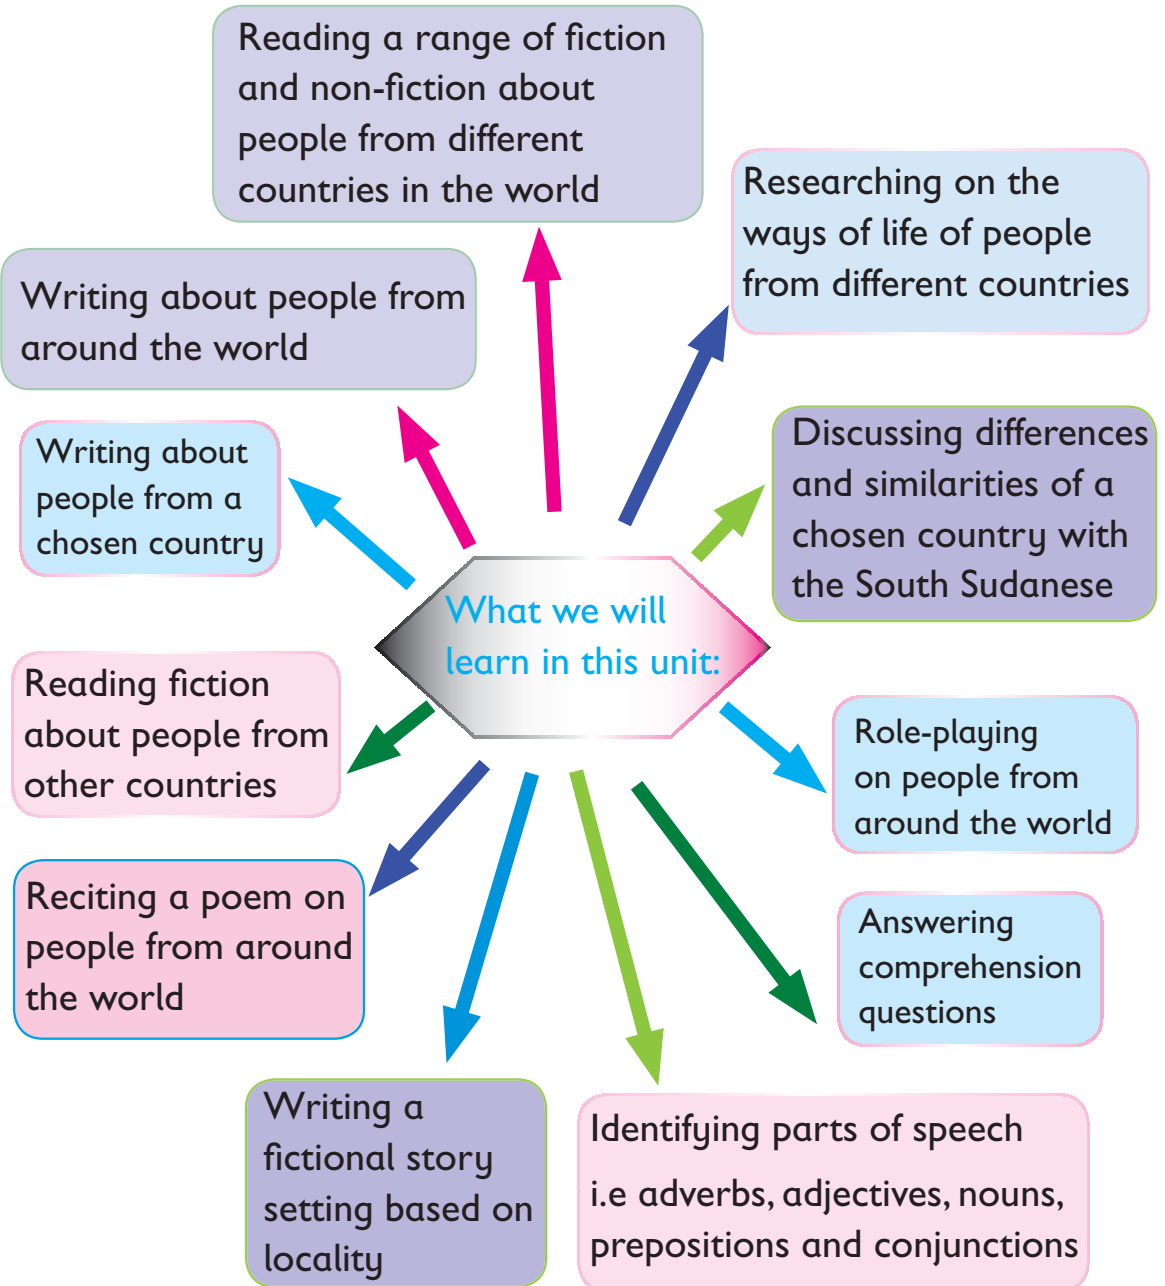 Reading a range of fiction
and non-fiction about
people from different
countries in the world
Researching on the
ways of life of people
from different countries
Writing about people from
around the world
Discussing differences
and similarities of a
chosen country with
the South Sudanese
Writing about
people from a
chosen country
What we will
learn in this unit:
Reading fiction
about people from
other countries
Role-playing
on people from
around the world
Reciting a poem on
people from around
the world
Answering
comprehension
questions
Writing a
fictional story
setting based on
locality
Identifying parts of speech
i.e adverbs, adjectives, nouns,
prepositions and conjunctions